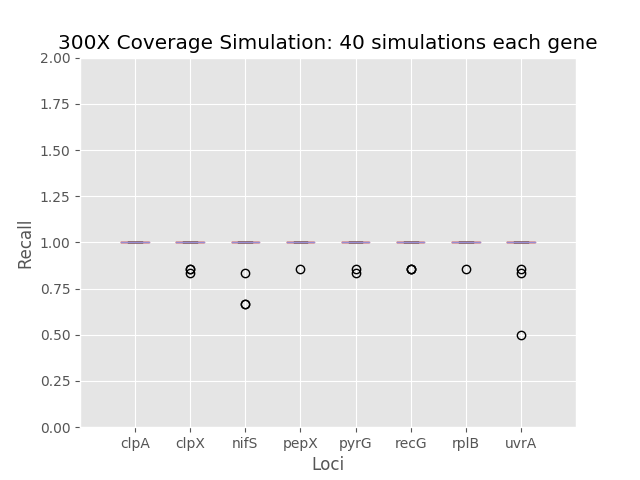 300X Coverage Simulation: 40 simulations each gene
2.00
1.75
1.50
1.25
1.00
0.75
0.50
0.25
0.00
Recall
clpA clpX nifS pepX pyrG recG rplB uvrA
Loci